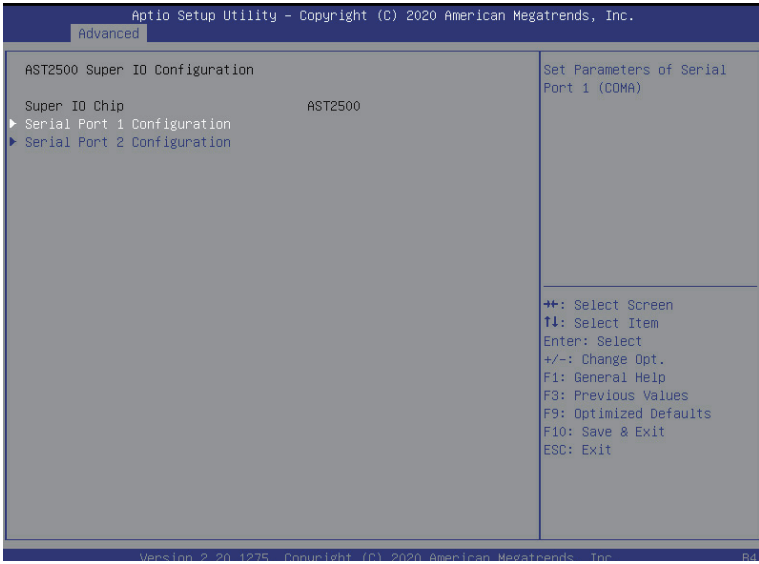 Aptio Setup Utility – Copyright (C) 2020 American Megatrends, Inc.
Advanced
AST2500 Super IO Configuration
Super IO Chip AST2500
▶ Serial Port 1 Configuration
▶ Serial Port 2 Configuration
Set Parameters of Serial
Port 1 (COMA)
→←: Select Screen
↑↓: Select Item
Enter: Select
+/-: Change Opt.
F1: General Help
F3: Previous Values
F9: Optimized Defaults
F10: Save & Exit
ESC: Exit
Version 2.20.1275. Copyright (C) 2020 American Megatrends, Inc.
B4